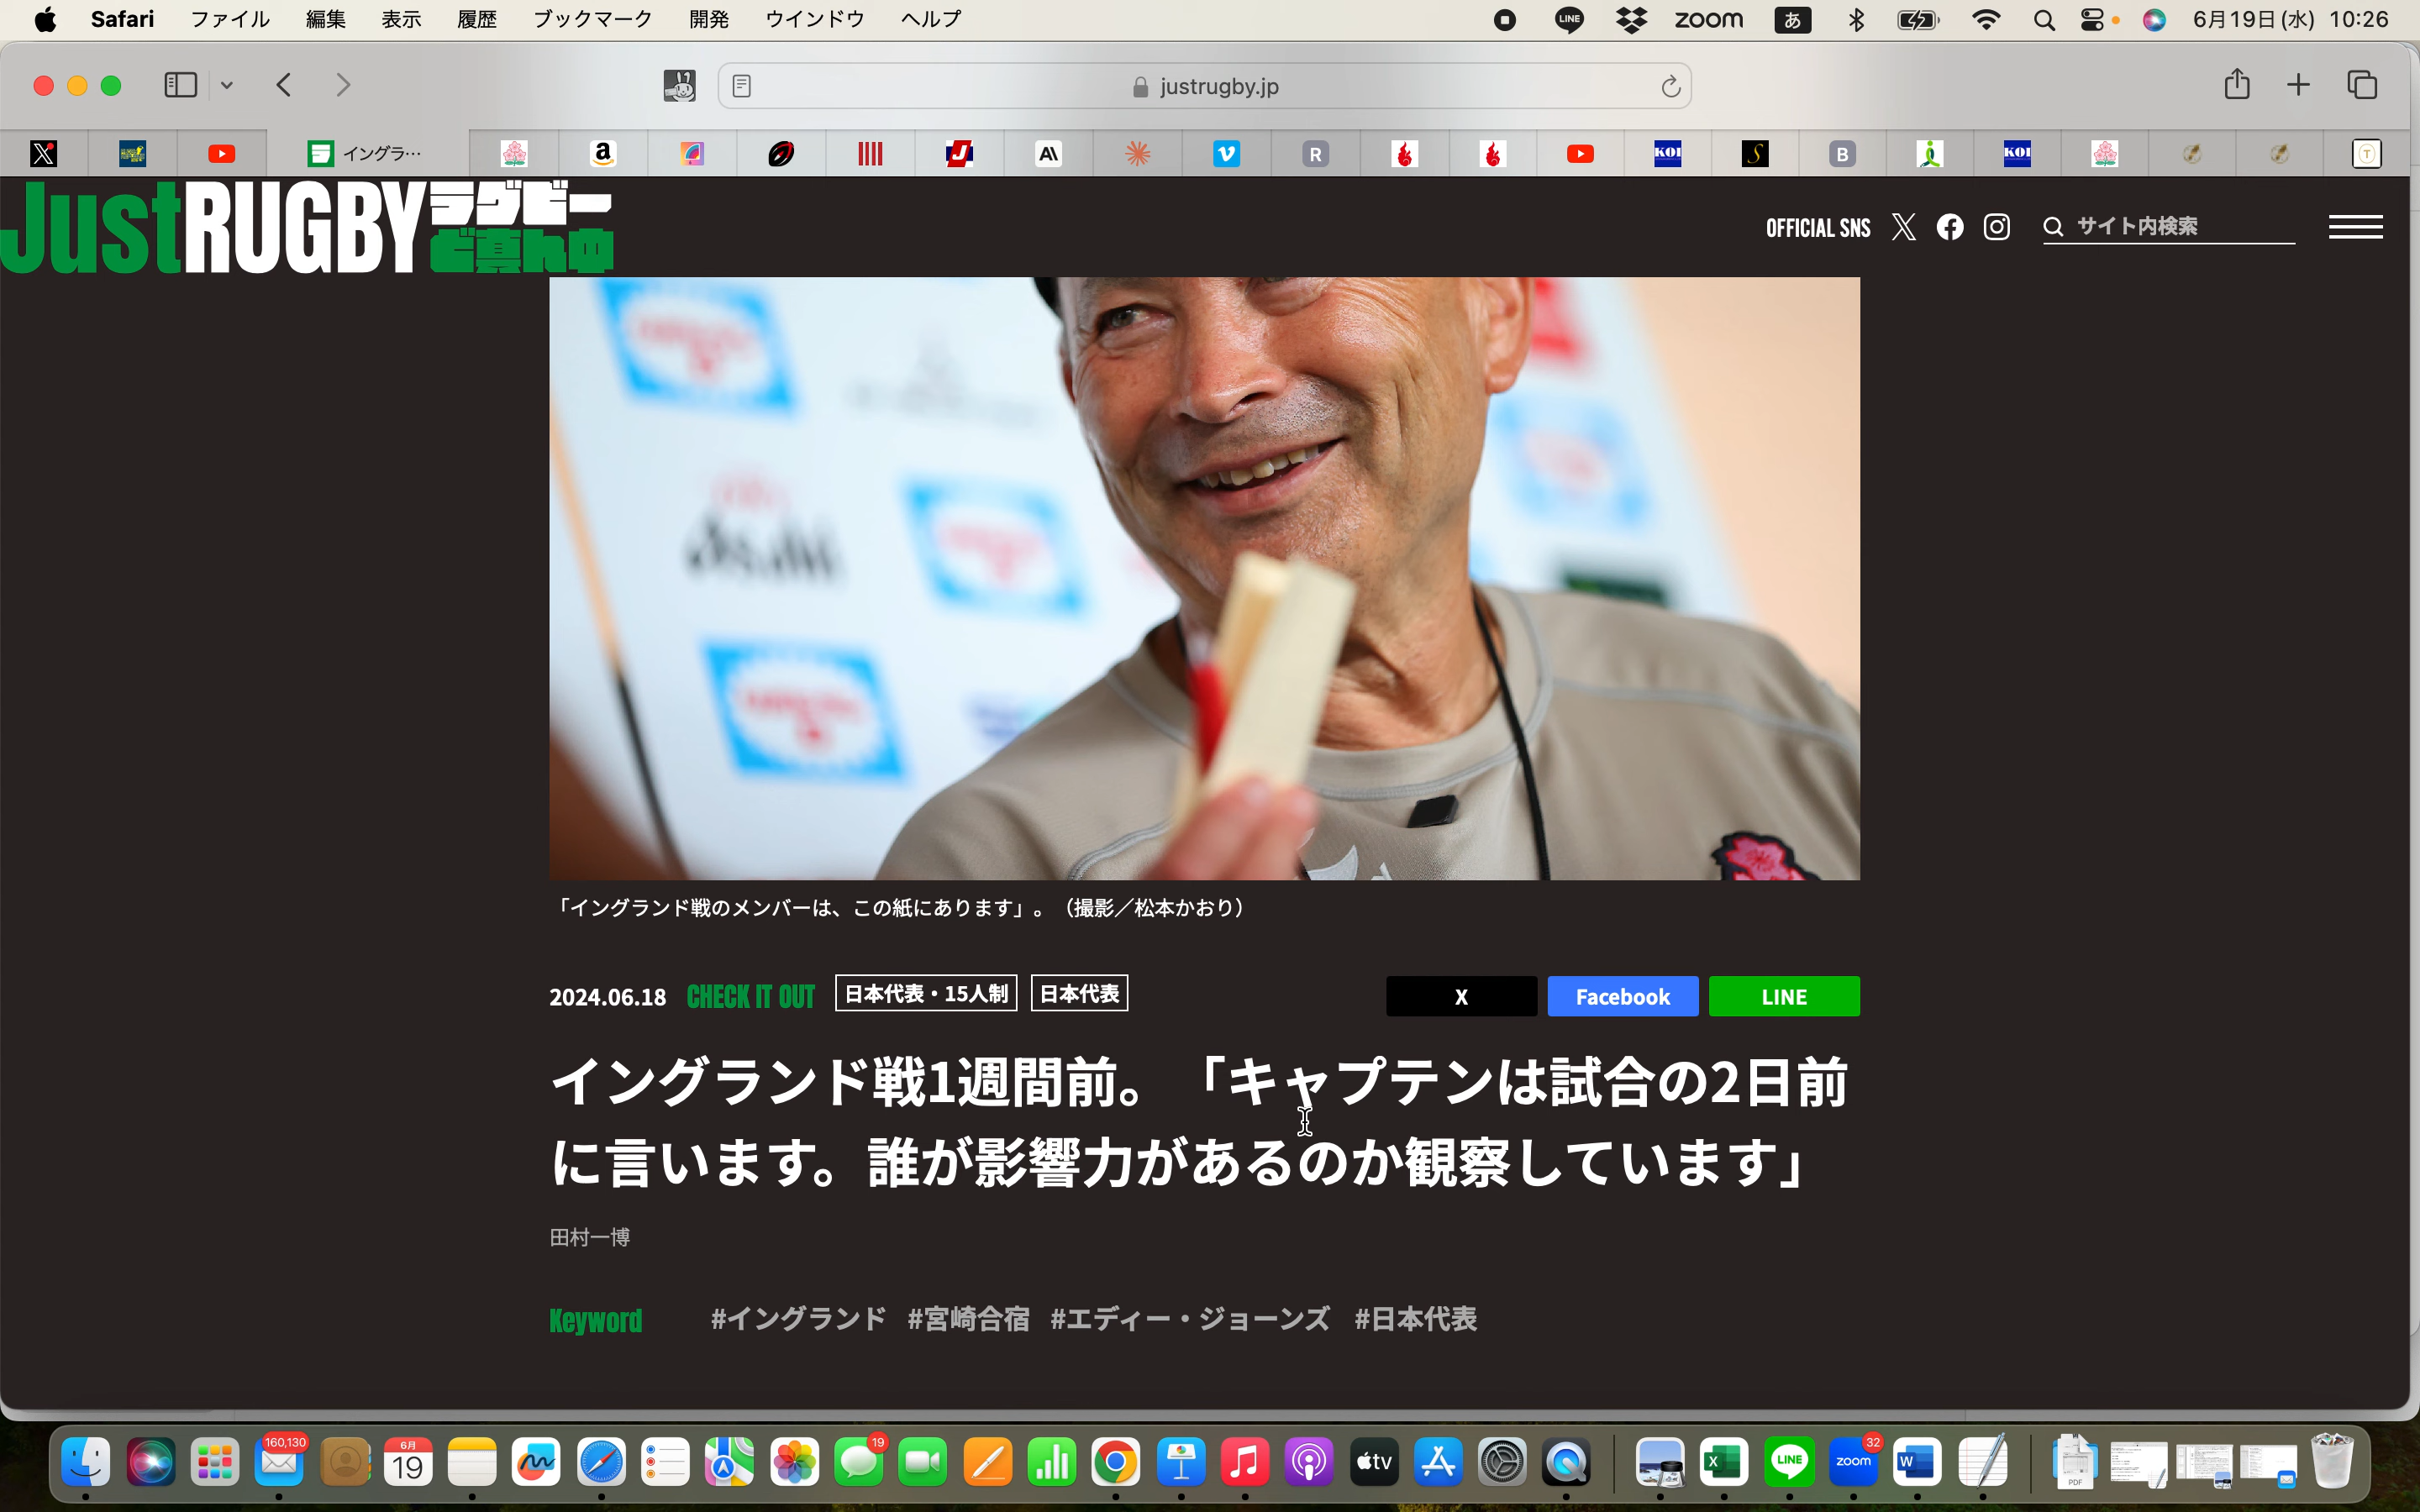 Safari ファイル 編集 表示 履歴 ブックマーク 開発 ウインドウ ヘルプ LINE zoom あ 6月19日(水) 10:26
justrugby.jp
イングラ… a J A\ v R KOI S B KOI T
JustRUGBY ラグビー
ど真ん中
OFFICIAL SNS サイト内検索
Asahi
「イングランド戦のメンバーは、この紙にあります」。（撮影／松本かおり）
2024.06.18 CHECK IT OUT 日本代表・15人制 日本代表 X Facebook LINE
イングランド戦1週間前。「キャプテンは試合の2日前
に言います。誰が影響力があるのか観察しています」
田村一博
Keyword #イングランド #宮崎合宿 #エディー・ジョーンズ #日本代表
160,130 6月 19 19 tv X LINE zoom 32 W PDF